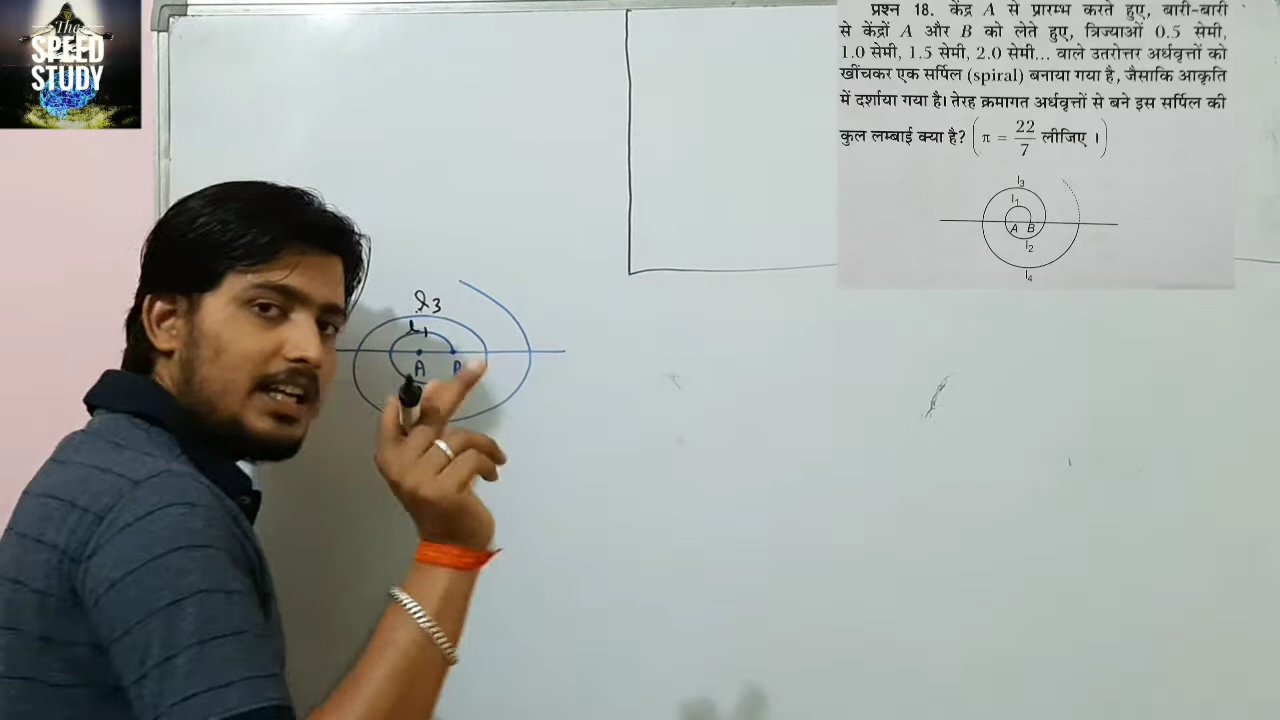 The
SPEED
STUDY
प्रश्न 18. केंद्र A से प्रारम्भ करते हुए, बारी-बारी
से केंद्रों A और B को लेते हुए, त्रिज्याओं 0.5 सेमी,
1.0 सेमी, 1.5 सेमी, 2.0 सेमी... वाले उतरोत्तर अर्धवृत्तों को
खींचकर एक सर्पिल (spiral) बनाया गया है, जैसाकि आकृति
में दर्शाया गया है। तेरह क्रमागत अर्धवृत्तों से बने इस सर्पिल की
कुल लम्बाई क्या है? (π = 22/7 लीजिए ।)
l3
l1
A B
l2
l4
l3
l1
A